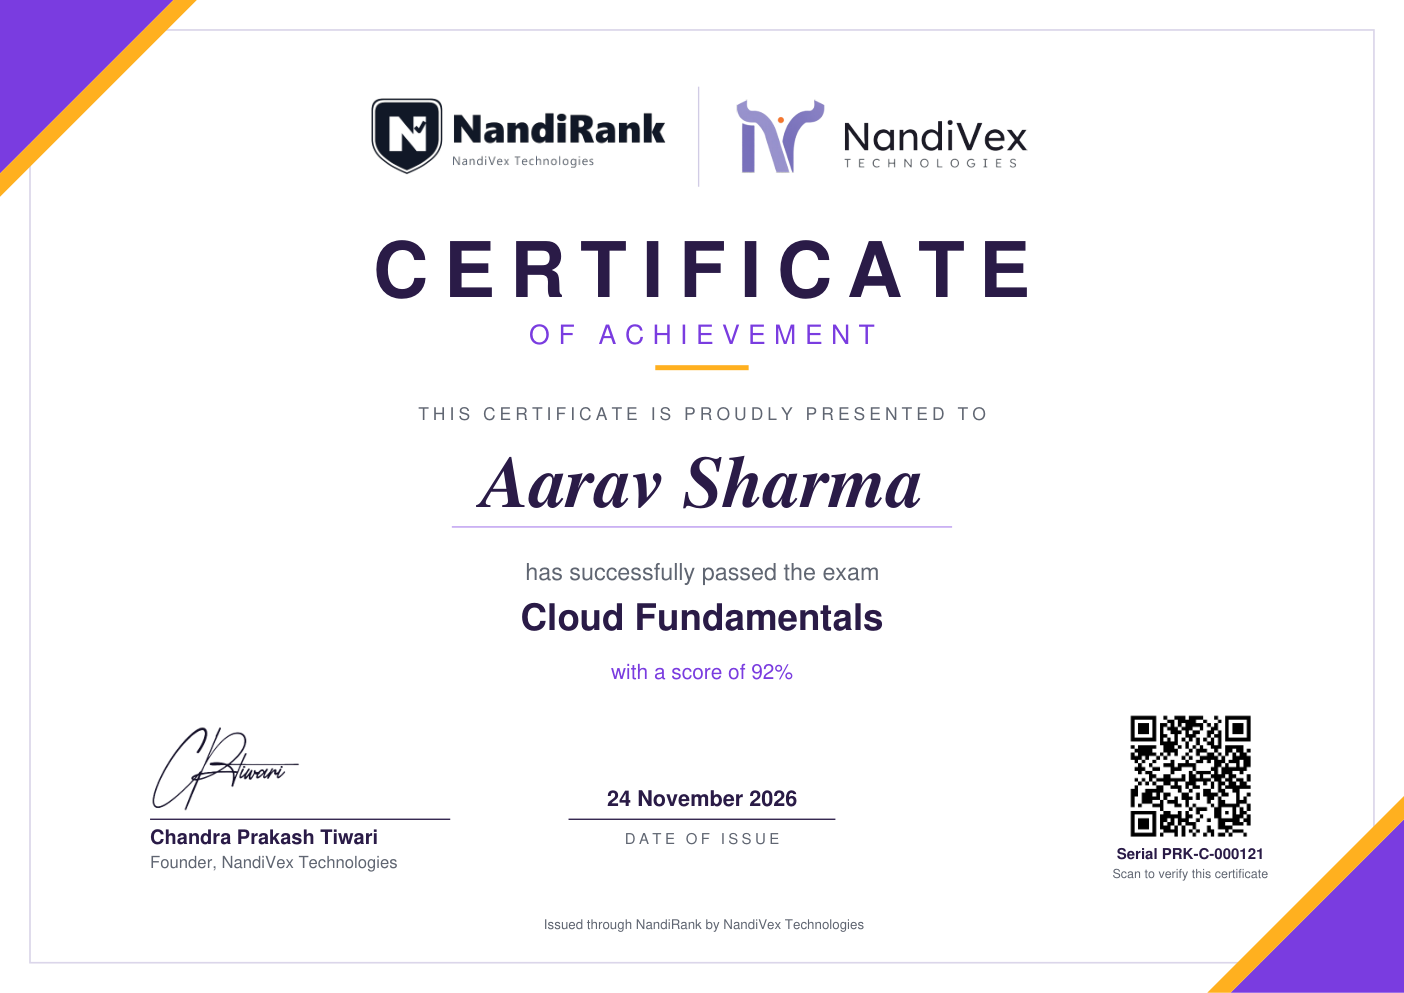 NandiRank
NandiVex Technologies
NandiVex
TECHNOLOGIES
CERTIFICATE
OF ACHIEVEMENT
THIS CERTIFICATE IS PROUDLY PRESENTED TO
Aarav Sharma
has successfully passed the exam
Cloud Fundamentals
with a score of 92%
CPTiwari
Chandra Prakash Tiwari
Founder, NandiVex Technologies
24 November 2026
DATE OF ISSUE
Serial PRK-C-000121
Scan to verify this certificate
Issued through NandiRank by NandiVex Technologies